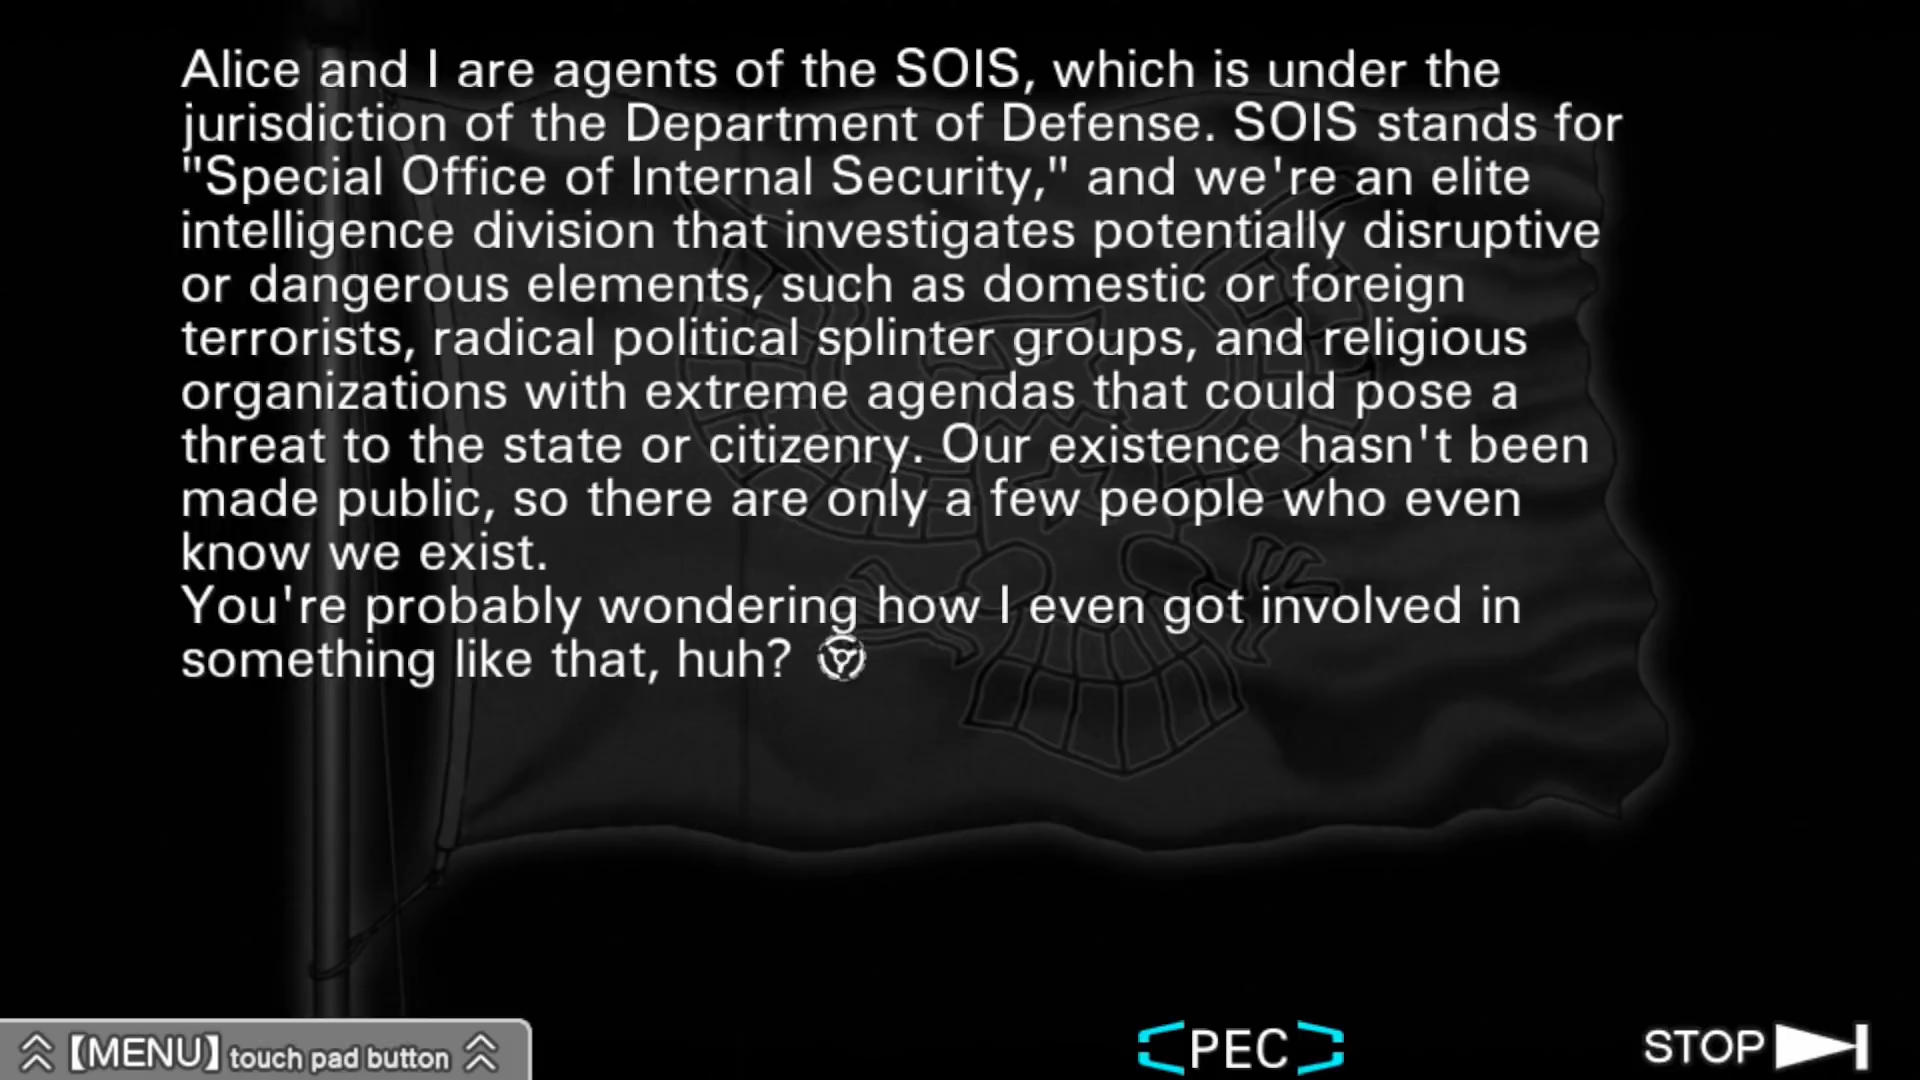 Alice and I are agents of the SOIS, which is under the
jurisdiction of the Department of Defense. SOIS stands for
"Special Office of Internal Security," and we're an elite
intelligence division that investigates potentially disruptive
or dangerous elements, such as domestic or foreign
terrorists, radical political splinter groups, and religious
organizations with extreme agendas that could pose a
threat to the state or citizenry. Our existence hasn't been
made public, so there are only a few people who even
know we exist.
You're probably wondering how I even got involved in
something like that, huh?
【MENU】 touch pad button
PEC
STOP